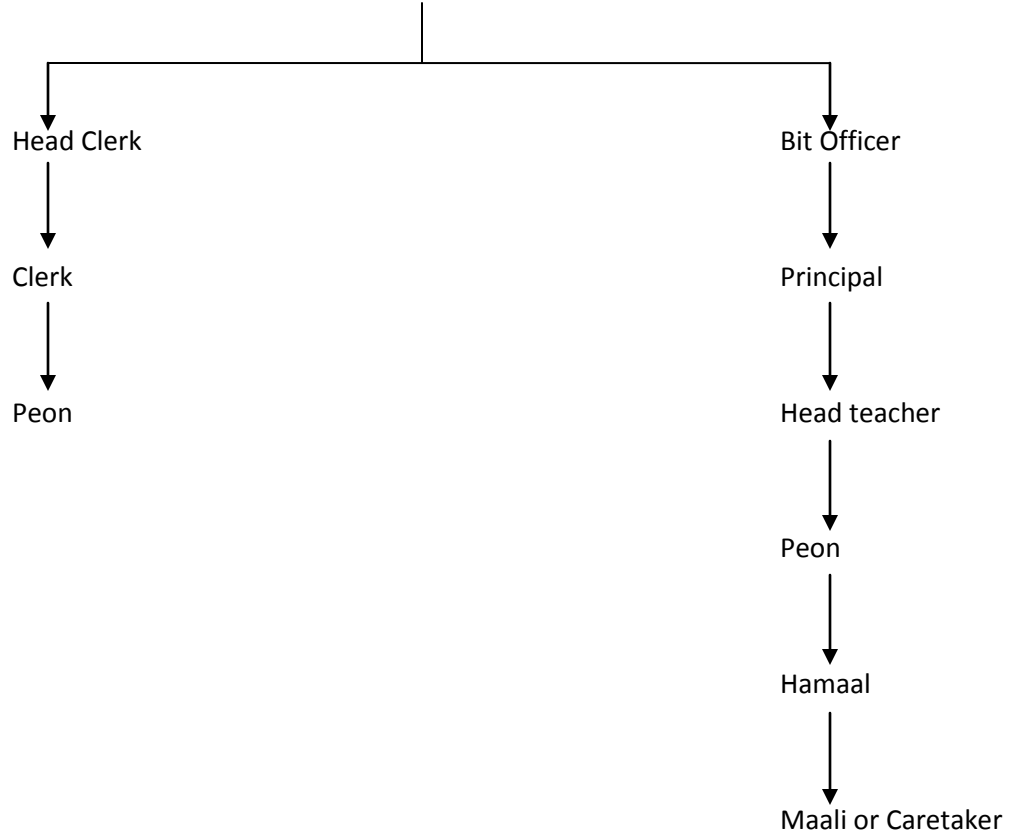 Head Clerk
Bit Officer
Clerk
Principal
Peon
Head teacher
Peon
Hamaal
Maali or Caretaker